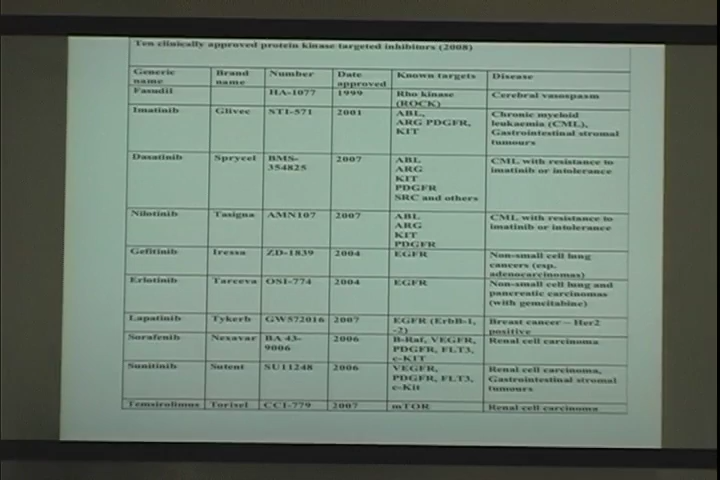 Ten clinically approved protein kinase targeted inhibitors (2008)
Generic name Brand name Number Date approved Known targets Disease
Fasudil HA-1077 1999 Rho kinase (ROCK) Cerebral vasospasm
Imatinib Glivec STI-571 2001 ABL, ARG PDGFR, KIT Chronic myeloid leukaemia (CML), Gastrointestinal stromal tumours
Dasatinib Sprycel BMS-354825 2007 ABL ARG KIT PDGFR SRC and others CML with resistance to imatinib or intolerance
Nilotinib Tasigna AMN107 2007 ABL ARG KIT PDGFR CML with resistance to imatinib or intolerance
Gefitinib Iressa ZD-1839 2004 EGFR Non-small cell lung cancers (esp. adenocarcinomas)
Erlotinib Tarceva OSI-774 2004 EGFR Non-small cell lung and pancreatic carcinomas (with gemcitabine)
Lapatinib Tykerb GW572016 2007 EGFR (ErbB-1, -2) Breast cancer – Her2 positive
Sorafenib Nexavar BA 43-9006 2006 B-Raf, VEGFR, PDGFR, FLT3, c-KIT Renal cell carcinoma
Sunitinib Sutent SU11248 2006 VEGFR, PDGFR, FLT3, c-Kit Renal cell carcinoma, Gastrointestinal stromal tumours
Temsirolimus Torisel CCI-779 2007 mTOR Renal cell carcinoma